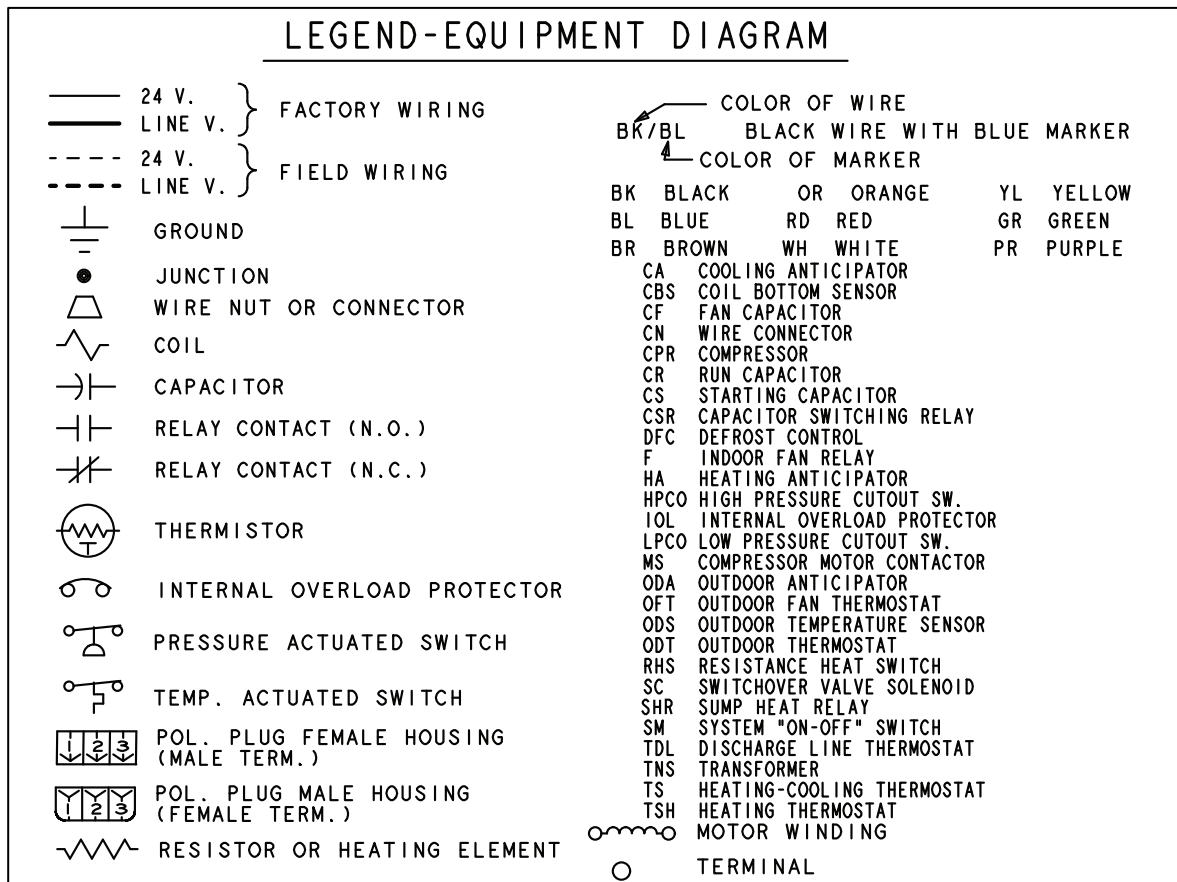 LEGEND-EQUIPMENT DIAGRAM
24 V.
LINE V.
FACTORY WIRING
24 V.
LINE V.
FIELD WIRING
GROUND
JUNCTION
WIRE NUT OR CONNECTOR
COIL
CAPACITOR
RELAY CONTACT (N.O.)
RELAY CONTACT (N.C.)
T
THERMISTOR
INTERNAL OVERLOAD PROTECTOR
PRESSURE ACTUATED SWITCH
TEMP. ACTUATED SWITCH
1 2 3
POL. PLUG FEMALE HOUSING
(MALE TERM.)
1 2 3
POL. PLUG MALE HOUSING
(FEMALE TERM.)
RESISTOR OR HEATING ELEMENT
COLOR OF WIRE
BK/BL BLACK WIRE WITH BLUE MARKER
COLOR OF MARKER
BK BLACK OR ORANGE YL YELLOW
BL BLUE RD RED GR GREEN
BR BROWN WH WHITE PR PURPLE
CA COOLING ANTICIPATOR
CBS COIL BOTTOM SENSOR
CF FAN CAPACITOR
CN WIRE CONNECTOR
CPR COMPRESSOR
CR RUN CAPACITOR
CS STARTING CAPACITOR
CSR CAPACITOR SWITCHING RELAY
DFC DEFROST CONTROL
F INDOOR FAN RELAY
HA HEATING ANTICIPATOR
HPCO HIGH PRESSURE CUTOUT SW.
IOL INTERNAL OVERLOAD PROTECTOR
LPCO LOW PRESSURE CUTOUT SW.
MS COMPRESSOR MOTOR CONTACTOR
ODA OUTDOOR ANTICIPATOR
OFT OUTDOOR FAN THERMOSTAT
ODS OUTDOOR TEMPERATURE SENSOR
ODT OUTDOOR THERMOSTAT
RHS RESISTANCE HEAT SWITCH
SC SWITCHOVER VALVE SOLENOID
SHR SUMP HEAT RELAY
SM SYSTEM "ON-OFF" SWITCH
TDL DISCHARGE LINE THERMOSTAT
TNS TRANSFORMER
TS HEATING-COOLING THERMOSTAT
TSH HEATING THERMOSTAT
MOTOR WINDING
TERMINAL